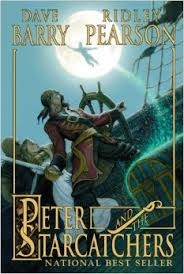 DAVE RIDLEY
BARRY PEARSON
PETER AND THE
STARCATCHERS
NATIONAL BEST SELLER